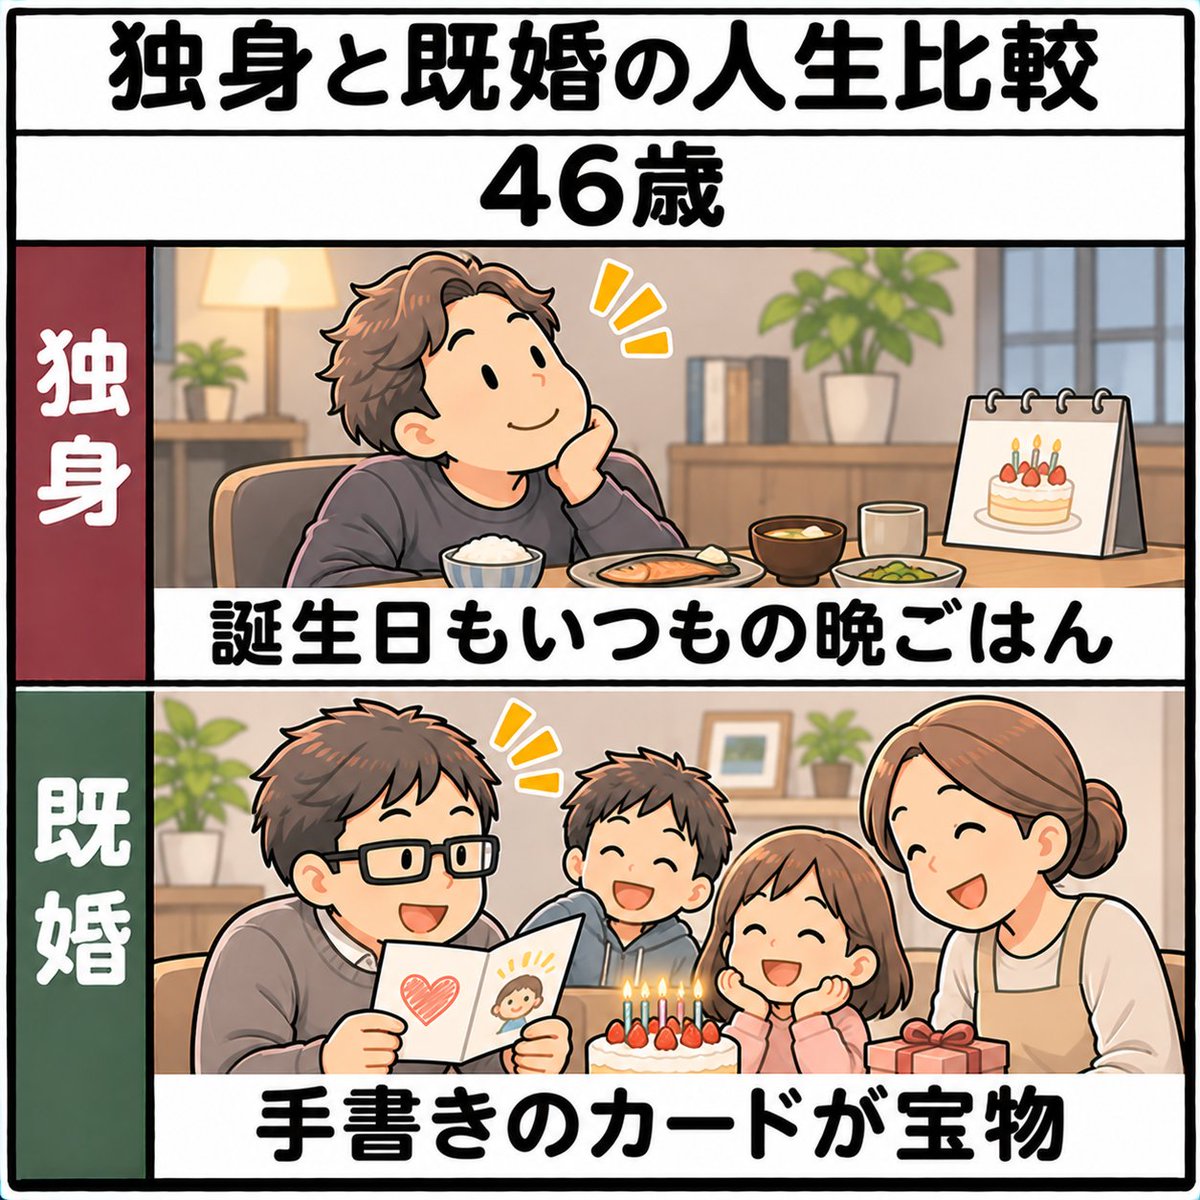 独身と既婚の人生比較
46歳
独身
誕生日もいつもの晩ごはん
既婚
手書きのカードが宝物